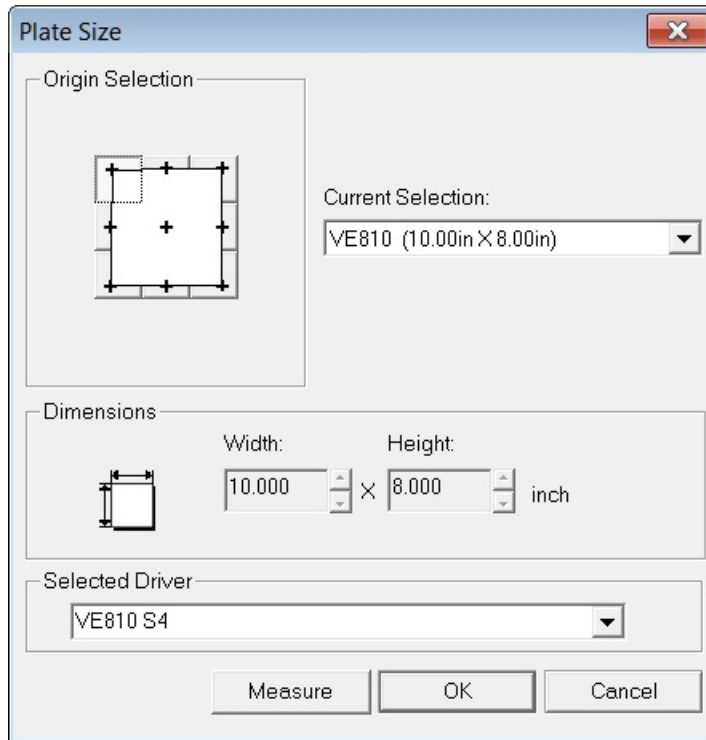 Plate Size
Origin Selection
Current Selection:
VE810 (10.00in X 8.00in)
Dimensions
Width: Height:
10.000 X 8.000 inch
Selected Driver
VE810 S4
Measure OK Cancel